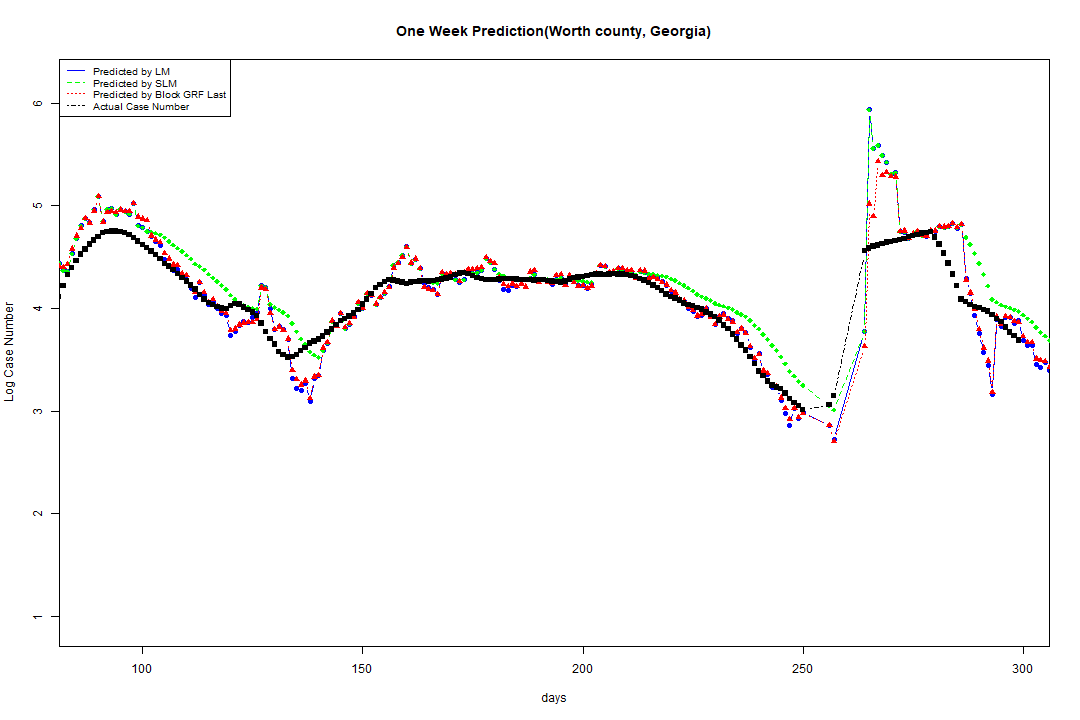 One Week Prediction(Worth county, Georgia)
Predicted by LM
Predicted by SLM
Predicted by Block GRF Last
Actual Case Number
6
5
4
3
2
1
Log Case Number
100 150 200 250 300
days